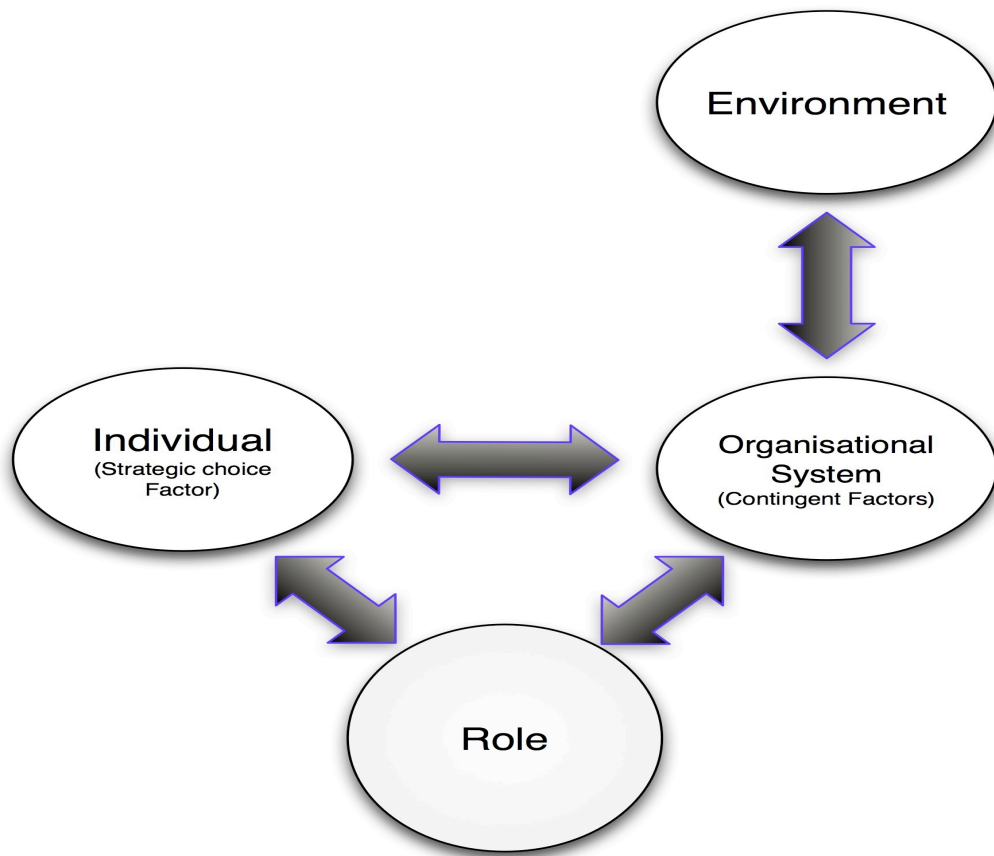 Environment
Individual
(Strategic choice
Factor)
Organisational
System
(Contingent Factors)
Role